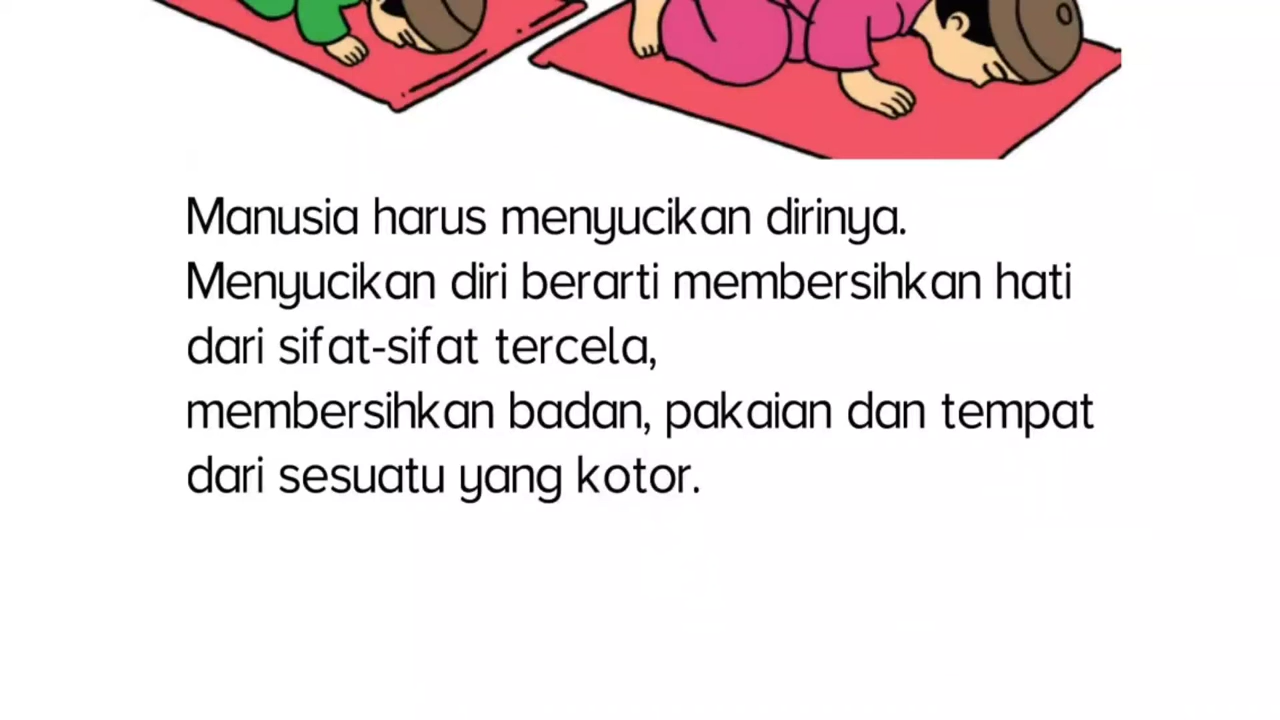 Manusia harus menyucikan dirinya.
Menyucikan diri berarti membersihkan hati
dari sifat-sifat tercela,
membersihkan badan, pakaian dan tempat
dari sesuatu yang kotor.